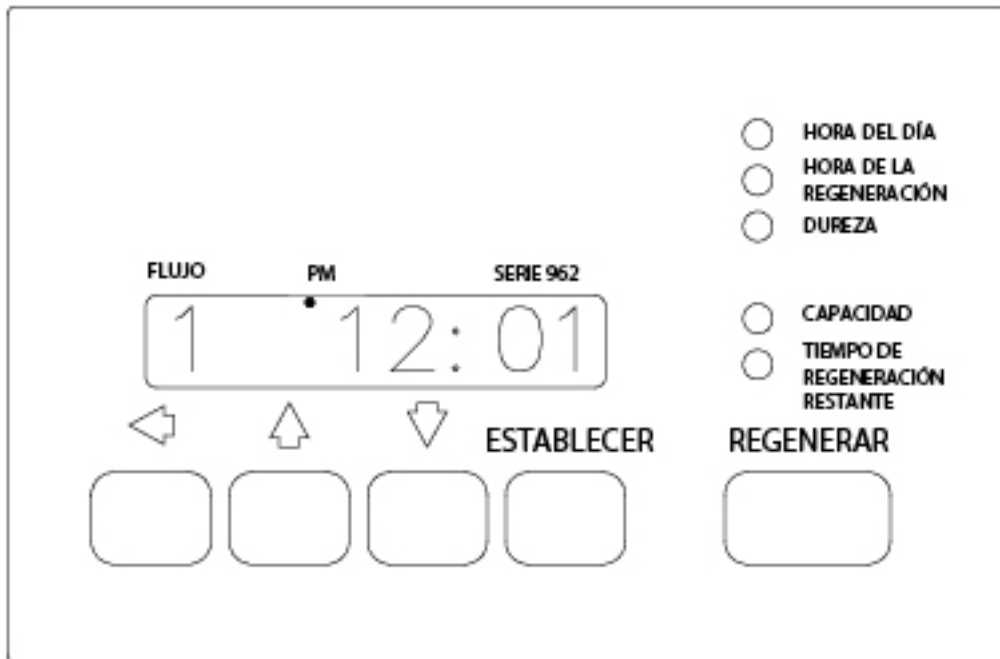 HORA DEL DÍA
HORA DE LA
REGENERACIÓN
DUREZA
FLUJO PM SERIE 962
1 12:01
CAPACIDAD
TIEMPO DE
REGENERACIÓN
RESTANTE
ESTABLECER REGENERAR